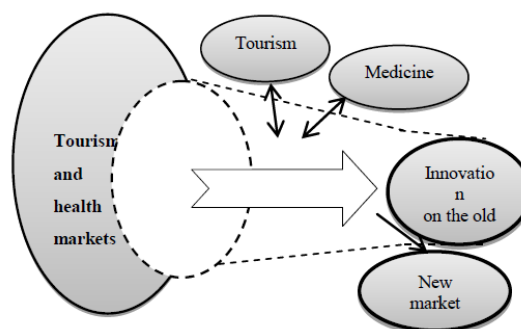 Tourism
Medicine
Tourism
and
health
markets
Innovatio
n
on the old
New
market